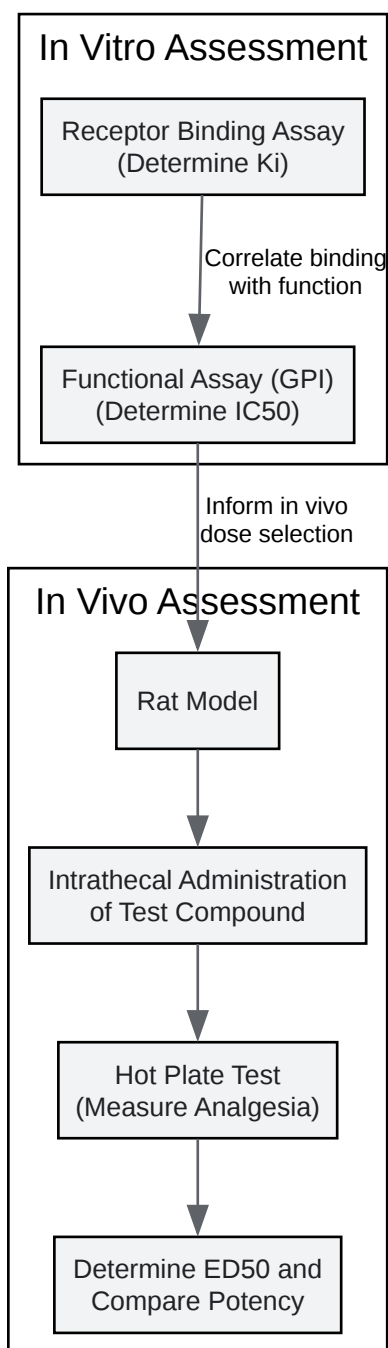 In Vitro Assessment
Receptor Binding Assay
(Determine Ki)
Correlate binding
with function
Functional Assay (GPI)
(Determine IC50)
Inform in vivo
dose selection
In Vivo Assessment
Rat Model
Intrathecal Administration
of Test Compound
Hot Plate Test
(Measure Analgesia)
Determine ED50 and
Compare Potency